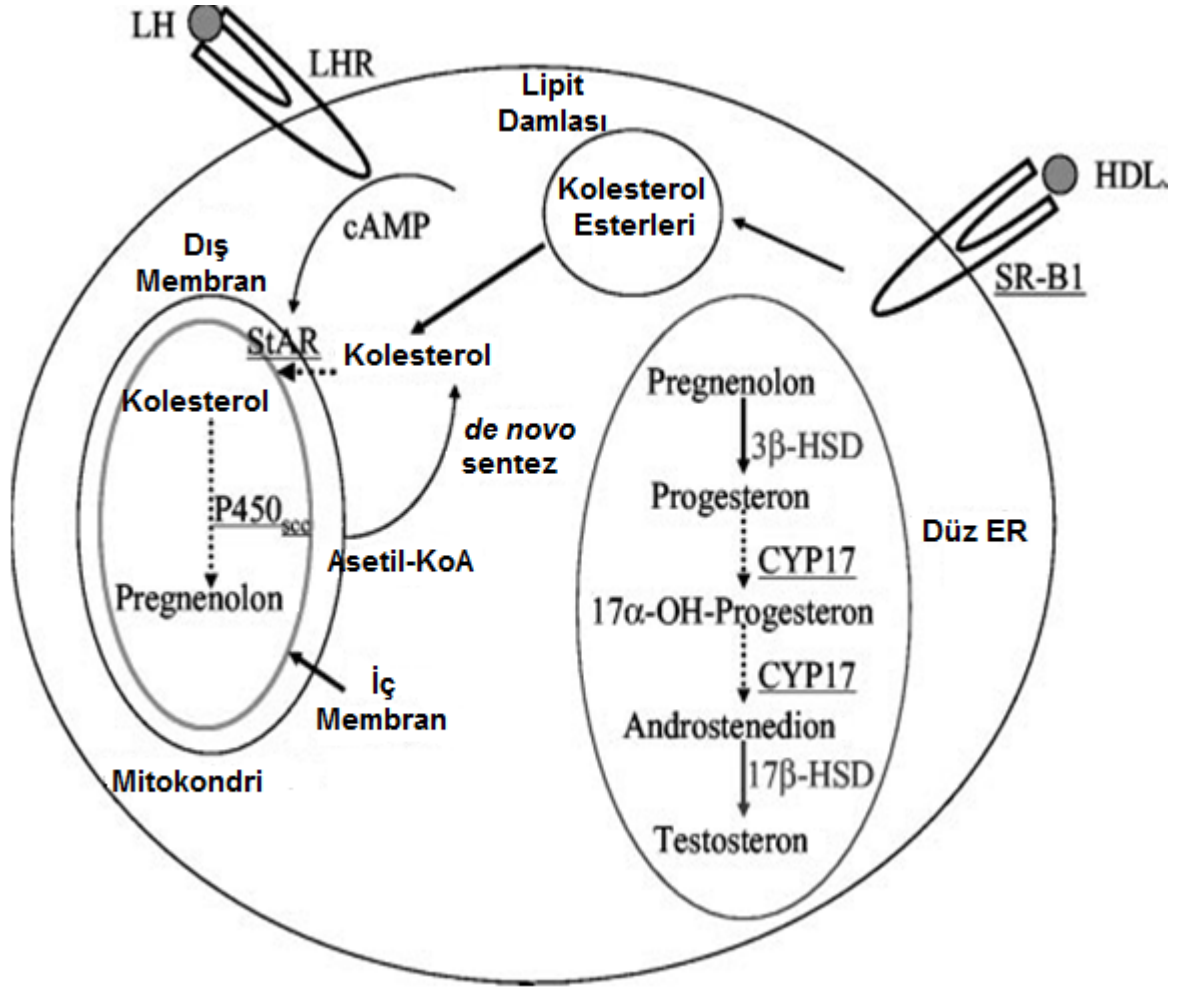 LH
LHR
Lipit
Damlası
HDL
Kolesterol
Esterleri
SR-B1
cAMP
Dış
Membran
StAR
Kolesterol
Kolesterol
de novo
sentez
P450scc
Asetil-KoA
Pregnenolon
İç
Membran
Mitokondri
Pregnenolon
3β-HSD
Progesteron
CYP17
17α-OH-Progesteron
CYP17
Androstenedion
17β-HSD
Testosteron
Düz ER